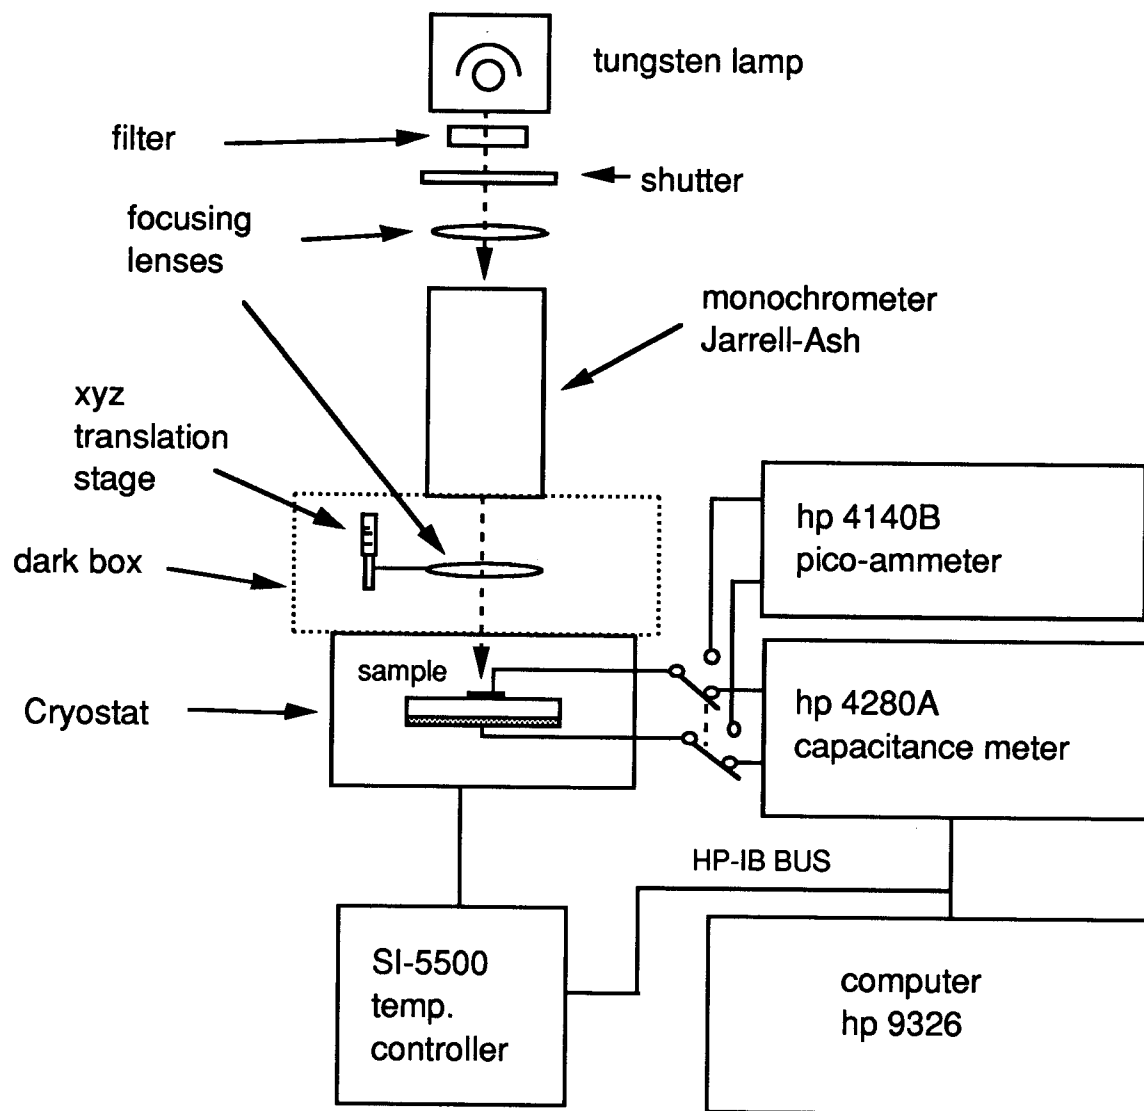 tungsten lamp
filter
shutter
focusing
lenses
monochrometer
Jarrell-Ash
xyz
translation
stage
hp 4140B
pico-ammeter
dark box
sample
Cryostat
hp 4280A
capacitance meter
HP-IB BUS
SI-5500
temp.
controller
computer
hp 9326